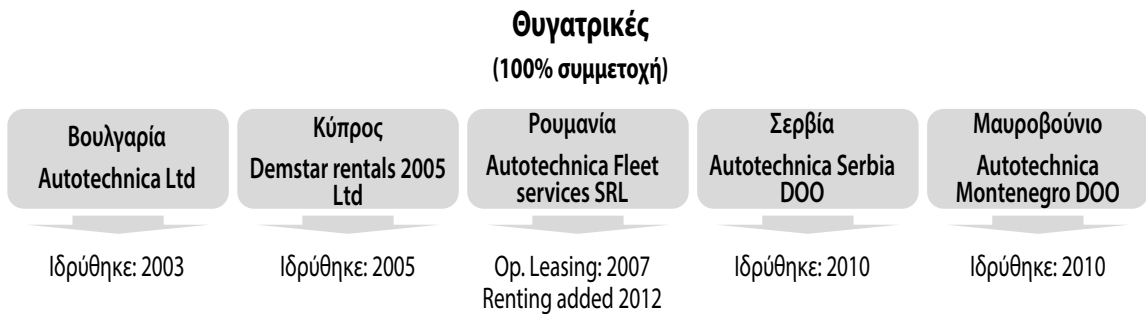 Θυγατρικές
(100% συμμετοχή)
Βουλγαρία
Autotechnica Ltd
Κύπρος
Demstar rentals 2005
Ltd
Ρουμανία
Autotechnica Fleet
services SRL
Σερβία
Autotechnica Serbia
DOO
Μαυροβούνιο
Autotechnica
Montenegro DOO
Ιδρύθηκε: 2003
Ιδρύθηκε: 2005
Op. Leasing: 2007
Renting added 2012
Ιδρύθηκε: 2010
Ιδρύθηκε: 2010